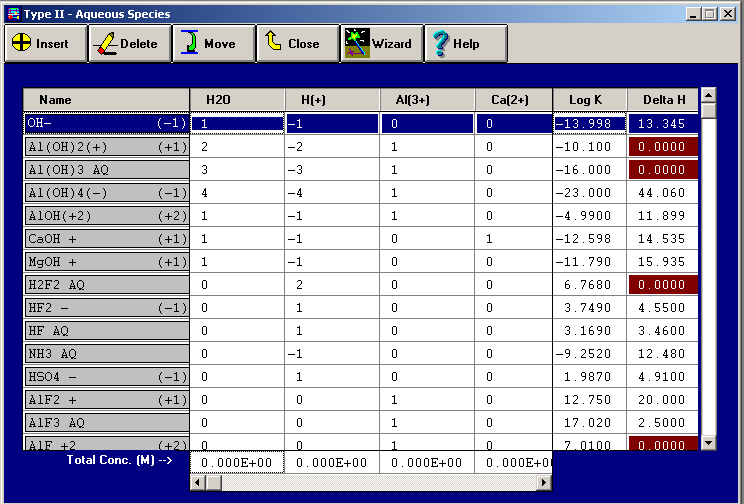 Type II - Aqueous Species
Insert Delete Move Close Wizard Help
Name H2O H(+) Al(3+) Ca(2+) Log K Delta H
OH- (-1) 1 -1 0 0 -13.998 13.345
Al(OH)2(+) (+1) 2 -2 1 0 -10.100 0.0000
Al(OH)3 AQ 3 -3 1 0 -16.000 0.0000
Al(OH)4(-) (-1) 4 -4 1 0 -23.000 44.060
AlOH(+2) (+2) 1 -1 1 0 -4.9900 11.899
CaOH + (+1) 1 -1 0 1 -12.598 14.535
MgOH + (+1) 1 -1 0 0 -11.790 15.935
H2F2 AQ 0 2 0 0 6.7680 0.0000
HF2 - (-1) 0 1 0 0 3.7490 4.5500
HF AQ 0 1 0 0 3.1690 3.4600
NH3 AQ 0 -1 0 0 -9.2520 12.480
HSO4 - (-1) 0 1 0 0 1.9870 4.9100
AlF2 + (+1) 0 0 1 0 12.750 20.000
AlF3 AQ 0 0 1 0 17.020 2.5000
AlF +2 (+2) 0 0 1 0 7.0100 0.0000
Total Conc. (M) --> 0.000E+00 0.000E+00 0.000E+00 0.000E+0